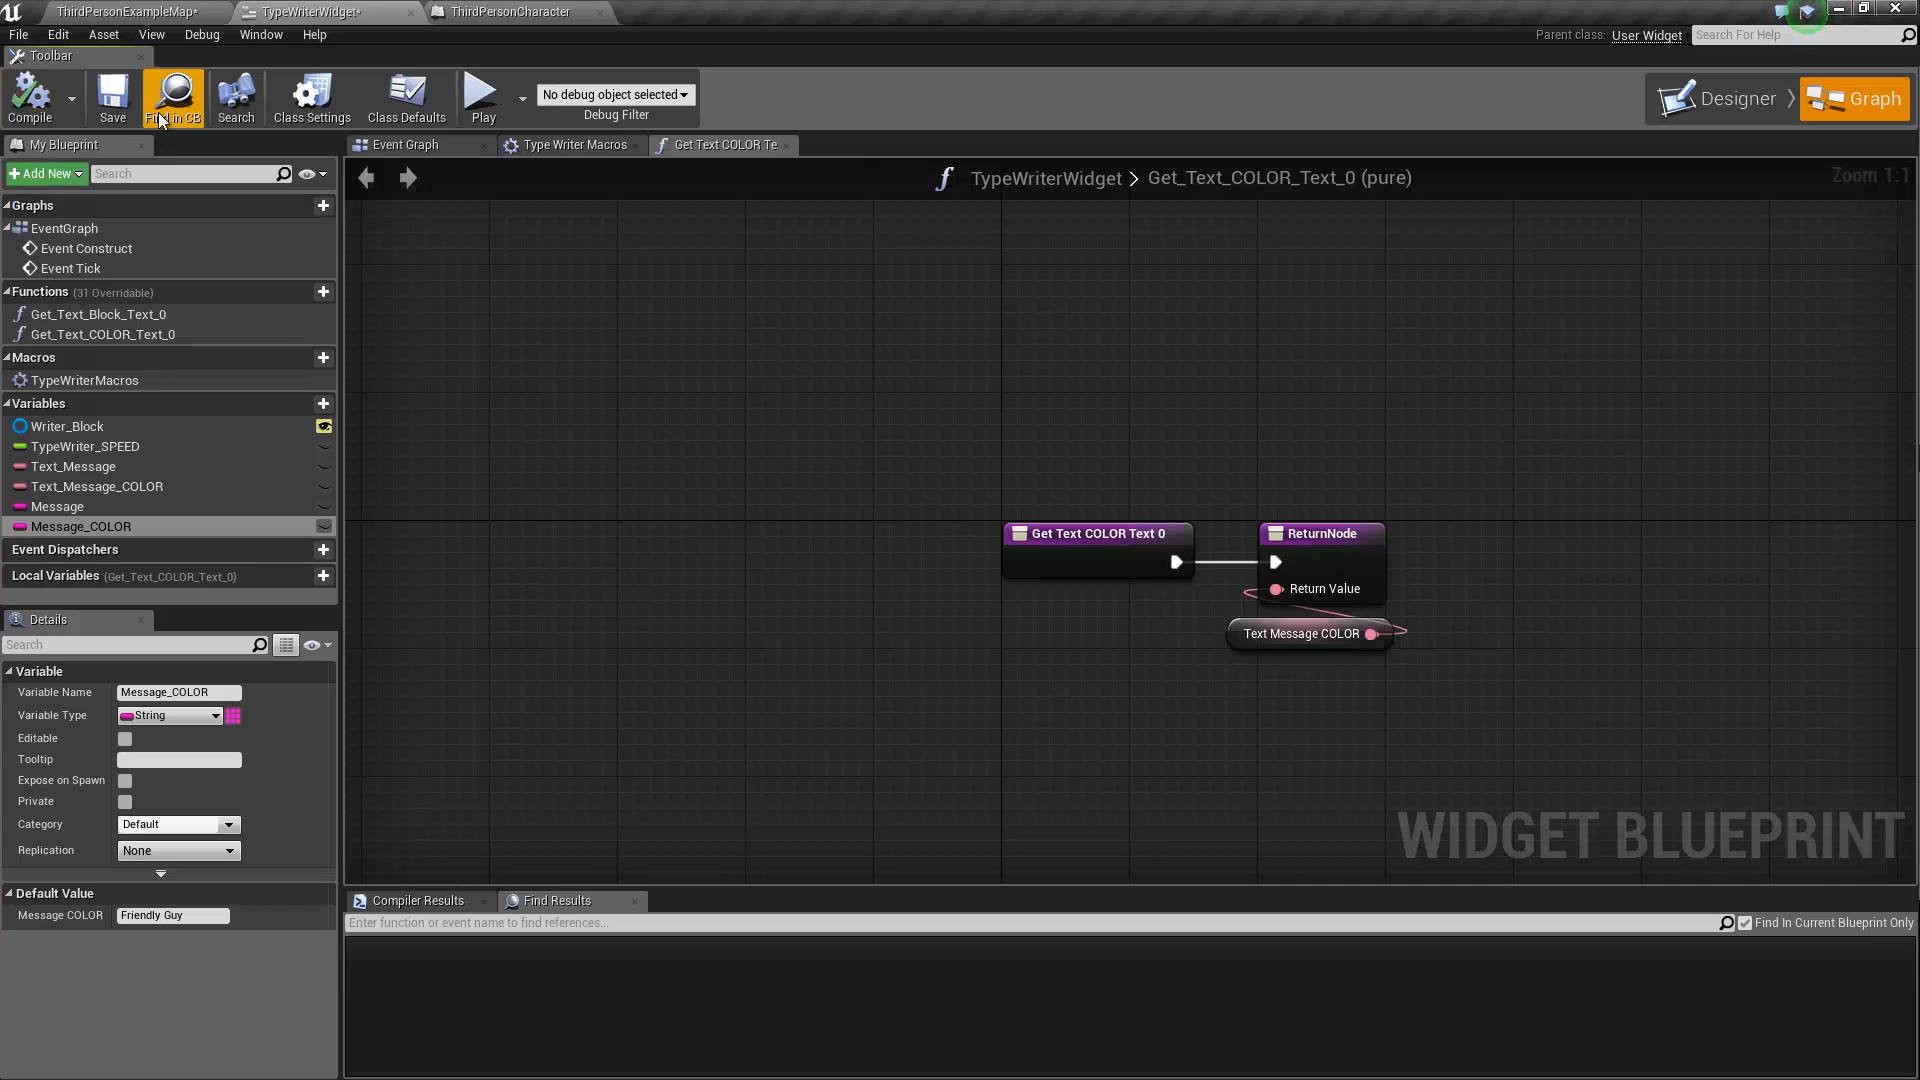 ThirdPersonExampleMap*
TypeWriterWidget*
ThirdPersonCharacter
File Edit Asset View Debug Window Help
Parent class: User Widget
Search For Help
Toolbar
Compile
Save
Find in CB
Search
Class Settings
Class Defaults
Play
No debug object selected
Debug Filter
Designer
Graph
My Blueprint
Event Graph
Type Writer Macros
Get Text COLOR Te
Add New
Search
TypeWriterWidget > Get_Text_COLOR_Text_0 (pure)
Zoom 1:1
Graphs
EventGraph
Event Construct
Event Tick
Functions (31 Overridable)
Get_Text_Block_Text_0
Get_Text_COLOR_Text_0
Macros
TypeWriterMacros
Variables
Writer_Block
TypeWriter_SPEED
Text_Message
Text_Message_COLOR
Message
Message_COLOR
Event Dispatchers
Local Variables (Get_Text_COLOR_Text_0)
Get Text COLOR Text 0
ReturnNode
Return Value
Text Message COLOR
WIDGET BLUEPRINT
Details
Search
Variable
Variable Name Message_COLOR
Variable Type String
Editable
Tooltip
Expose on Spawn
Private
Category Default
Replication None
Default Value
Message COLOR Friendly Guy
Compiler Results
Find Results
Enter function or event name to find references...
Find In Current Blueprint Only